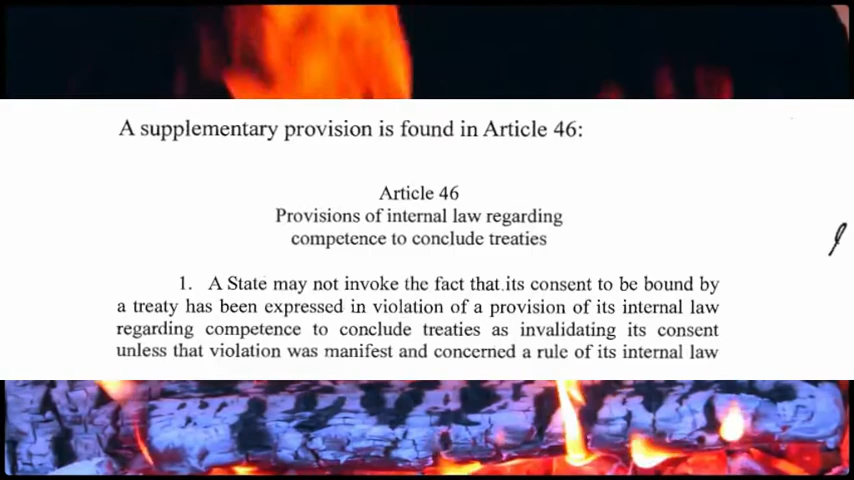 A supplementary provision is found in Article 46:
Article 46
Provisions of internal law regarding
competence to conclude treaties
1. A State may not invoke the fact that its consent to be bound by
a treaty has been expressed in violation of a provision of its internal law
regarding competence to conclude treaties as invalidating its consent
unless that violation was manifest and concerned a rule of its internal law